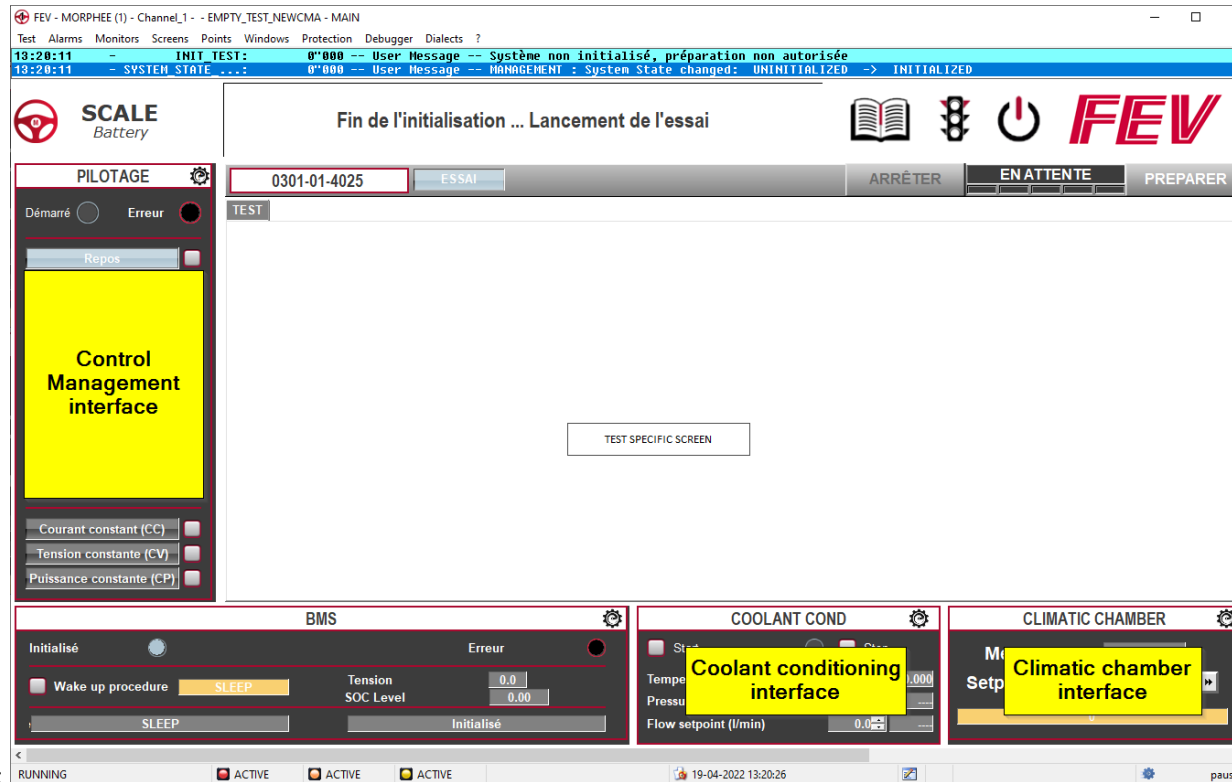 FEV - MORPHEE (1) - Channel_1 - - EMPTY_TEST_NEWCMA - MAIN
Test Alarms Monitors Screens Points Windows Protection Debugger Dialects ?
13:20:11 - INIT_TEST: 0"000 -- User Message -- Système non initialisé, préparation non autorisée
13:20:11 - SYSTEM_STATE_...: 0"000 -- User Message -- MANAGEMENT : System State changed: UNINITIALIZED -> INITIALIZED
SCALE
Battery
Fin de l'initialisation ... Lancement de l'essai
FEV
PILOTAGE
0301-01-4025
ESSAI
ARRÊTER
EN ATTENTE
PREPARER
Démarré
Erreur
TEST
Repos
Control
Management
interface
TEST SPECIFIC SCREEN
Courant constant (CC)
Tension constante (CV)
Puissance constante (CP)
BMS
Initialisé
Erreur
Wake up procedure
SLEEP
Tension 0.0
SOC Level 0.00
SLEEP
Initialisé
COOLANT COND
Coolant conditioning
interface
Flow setpoint (l/min) 0.0 ----
CLIMATIC CHAMBER
Climatic chamber
interface
RUNNING
ACTIVE
ACTIVE
ACTIVE
19-04-2022 13:20:26